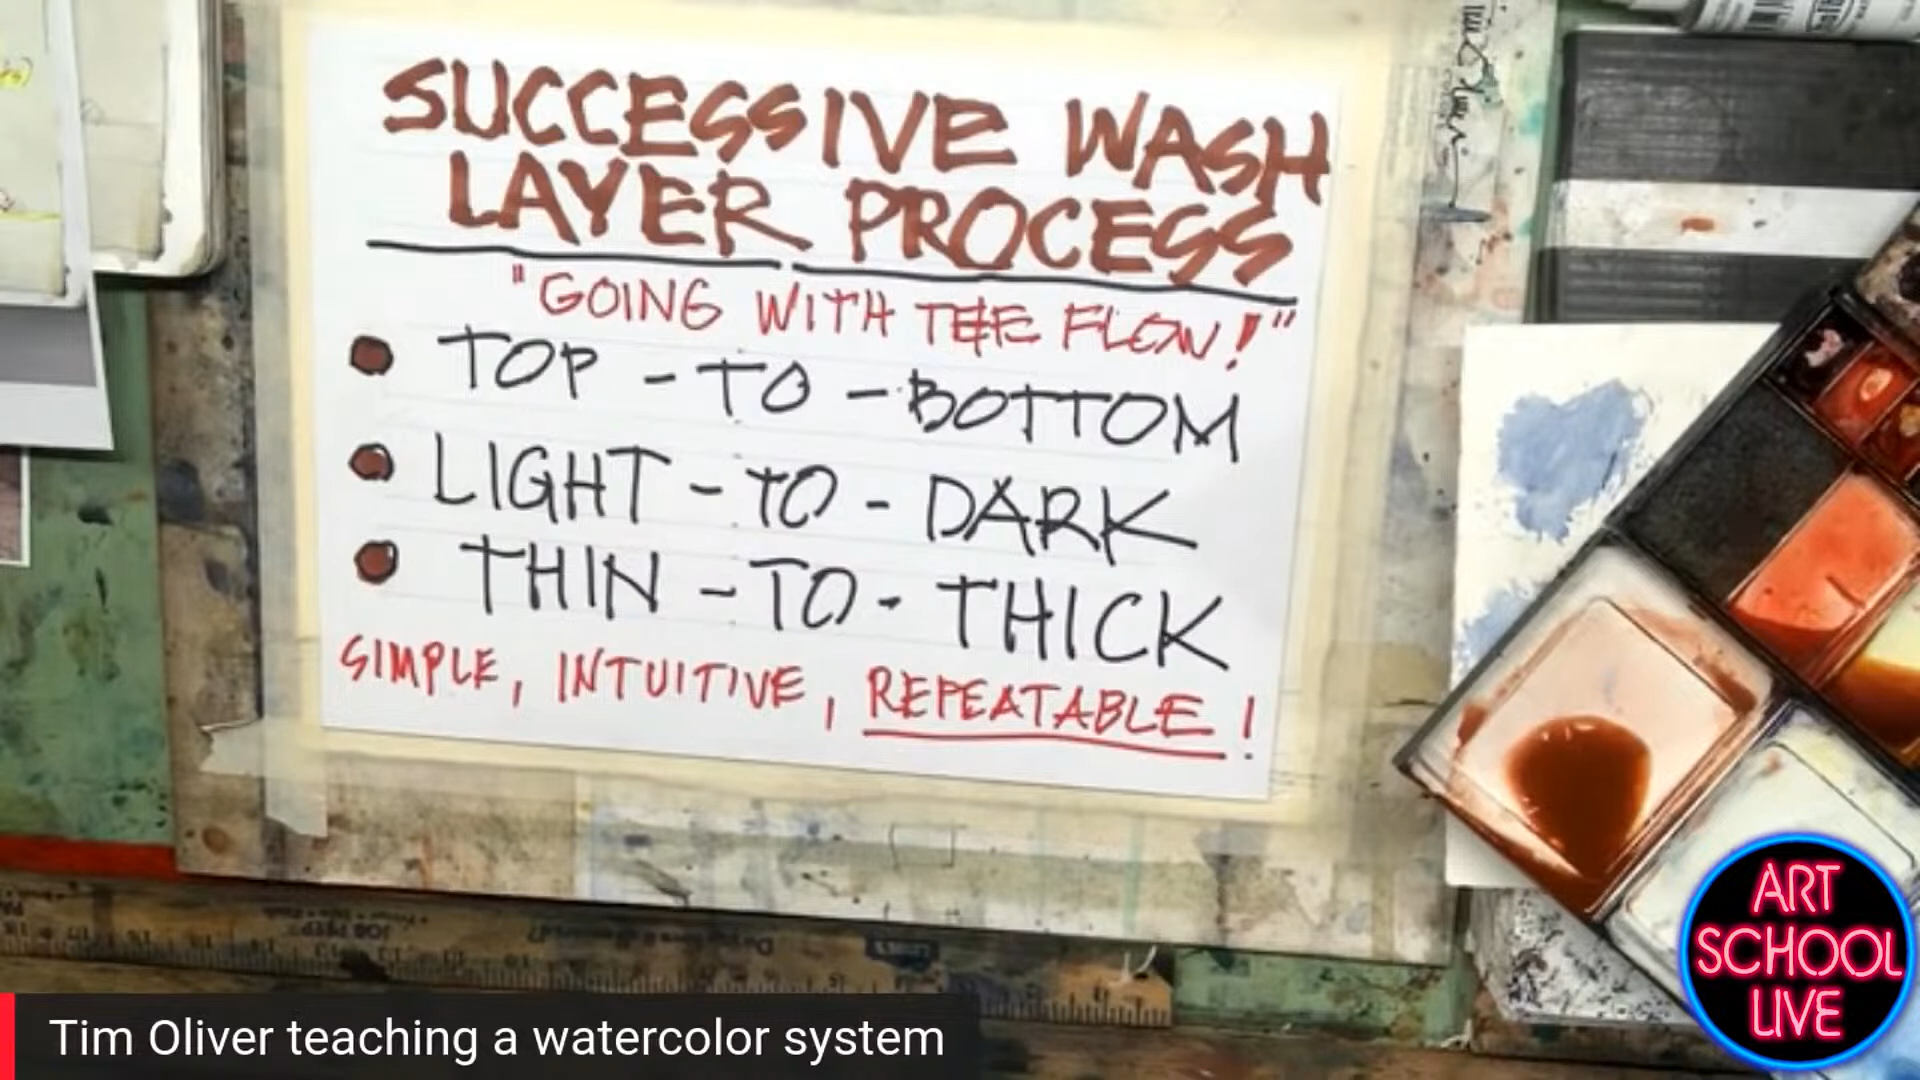 SUCCESSIVE WASH
LAYER PROCESS
"GOING WITH THE FLOW!"
TOP - TO - BOTTOM
LIGHT - TO - DARK
THIN - TO - THICK
SIMPLE, INTUITIVE, REPEATABLE!
ART
SCHOOL
LIVE
Tim Oliver teaching a watercolor system